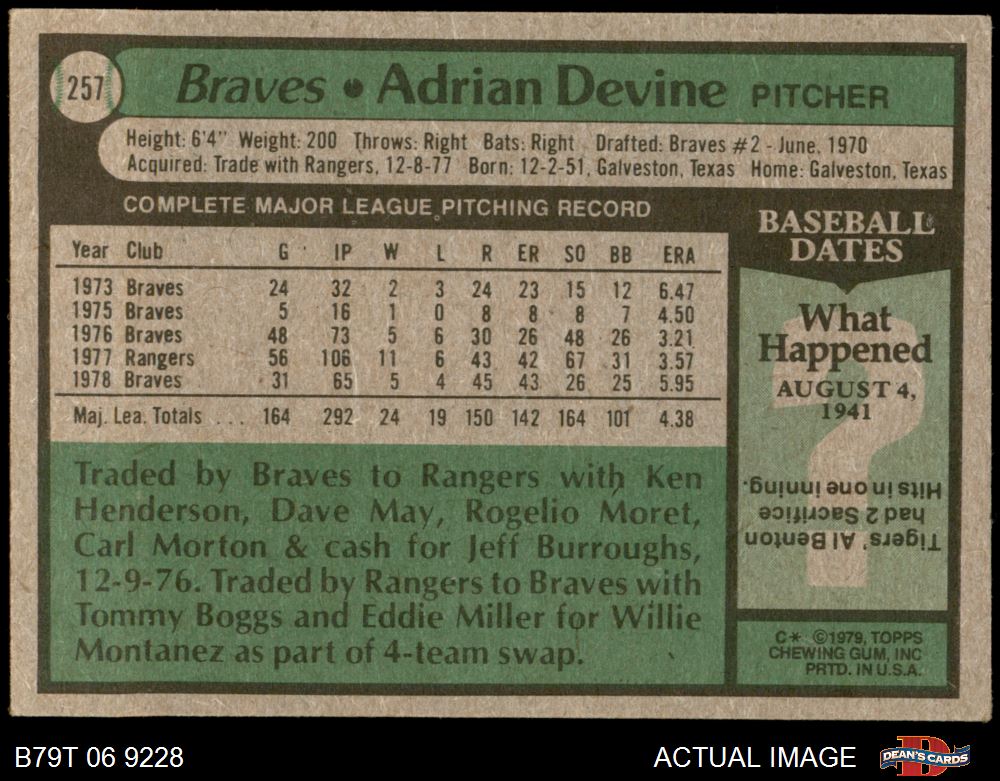 257
Braves • Adrian Devine PITCHER
Height: 6'4" Weight: 200 Throws: Right Bats: Right Drafted: Braves #2 - June, 1970
Acquired: Trade with Rangers, 12-8-77 Born: 12-2-51, Galveston, Texas Home: Galveston, Texas
COMPLETE MAJOR LEAGUE PITCHING RECORD
Year Club G IP W L R ER SO BB ERA
1973 Braves 24 32 2 3 24 23 15 12 6.47
1975 Braves 5 16 1 0 8 8 8 7 4.50
1976 Braves 48 73 5 6 30 26 48 26 3.21
1977 Rangers 56 106 11 6 43 42 67 31 3.57
1978 Braves 31 65 5 4 45 43 26 25 5.95
Maj. Lea. Totals ... 164 292 24 19 150 142 164 101 4.38
Traded by Braves to Rangers with Ken
Henderson, Dave May, Rogelio Moret,
Carl Morton & cash for Jeff Burroughs,
12-9-76. Traded by Rangers to Braves with
Tommy Boggs and Eddie Miller for Willie
Montanez as part of 4-team swap.
BASEBALL
DATES
What
Happened
AUGUST 4,
1941
?
Tigers' Al Benton
had 2 Sacrifice
Hits in one inning.
C* ©1979, TOPPS
CHEWING GUM, INC
PRTD. IN U.S.A.
B79T 06 9228
ACTUAL IMAGE
D
DEAN'S CARDS